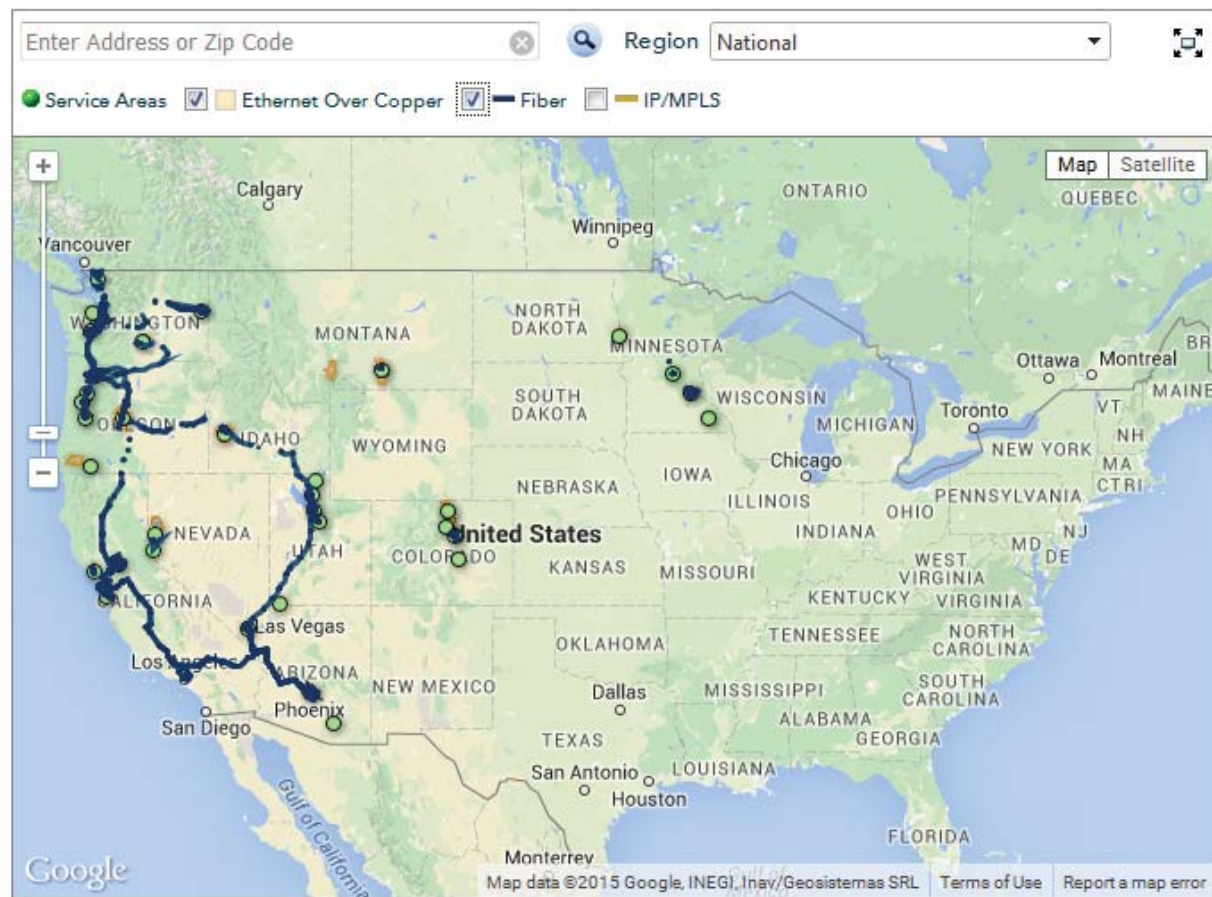 Enter Address or Zip Code
Region National
Service Areas Ethernet Over Copper Fiber IP/MPLS
Map Satellite
Calgary
ONTARIO
QUEBEC
Winnipeg
Vancouver
WASHINGTON
MONTANA
NORTH
DAKOTA
MINNESOTA
Ottawa
Montreal
MAINE
SOUTH
DAKOTA
WISCONSIN
MICHIGAN
Toronto
VT
NH
OREGON
IDAHO
WYOMING
NEW YORK
MA
CT RI
IOWA
Chicago
NEBRASKA
ILLINOIS
INDIANA
OHIO
PENNSYLVANIA
NJ
MD
DE
NEVADA
UTAH
United States
COLORADO
KANSAS
MISSOURI
WEST
VIRGINIA
KENTUCKY
VIRGINIA
CALIFORNIA
Las Vegas
OKLAHOMA
TENNESSEE
NORTH
CAROLINA
Los Angeles
ARIZONA
NEW MEXICO
Dallas
MISSISSIPPI
SOUTH
CAROLINA
Phoenix
San Diego
ALABAMA
GEORGIA
TEXAS
San Antonio
LOUISIANA
Houston
Gulf of California
FLORIDA
Monterrey
Gulf of
Mexico
Google
Map data ©2015 Google, INEGI, Inav/Geosistemas SRL
Terms of Use
Report a map error